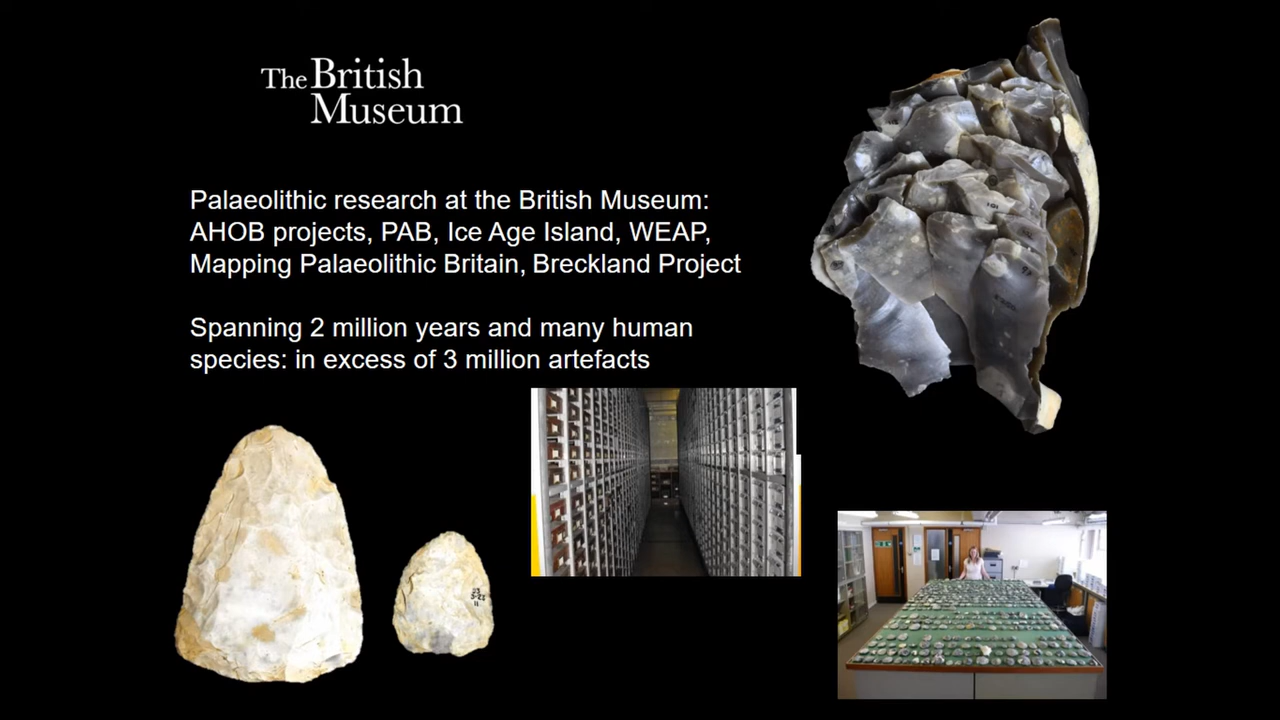 The British
Museum
Palaeolithic research at the British Museum:
AHOB projects, PAB, Ice Age Island, WEAP,
Mapping Palaeolithic Britain, Breckland Project
Spanning 2 million years and many human
species: in excess of 3 million artefacts